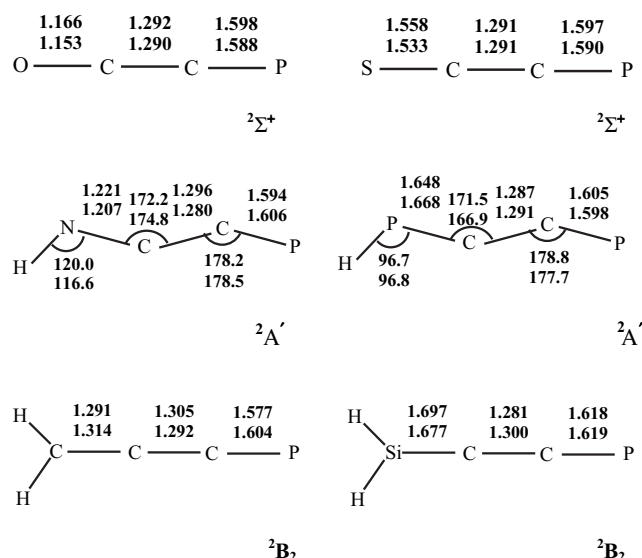 1.166 1.292 1.598
1.153 1.290 1.588
O C C P
²Σ⁺
1.558 1.291 1.597
1.533 1.291 1.590
S C C P
²Σ⁺
1.221 172.2 1.296 1.594
1.207 174.8 1.280 1.606
N C C P
H
120.0 178.2
116.6 178.5
²A′
1.648 171.5 1.287 1.605
1.668 166.9 1.291 1.598
P C C P
H
96.7 178.8
96.8 177.7
²A′
H
1.291 1.305 1.577
1.314 1.292 1.604
C C C P
H
²B₂
H
1.697 1.281 1.618
1.677 1.300 1.619
Si C C P
H
²B₂